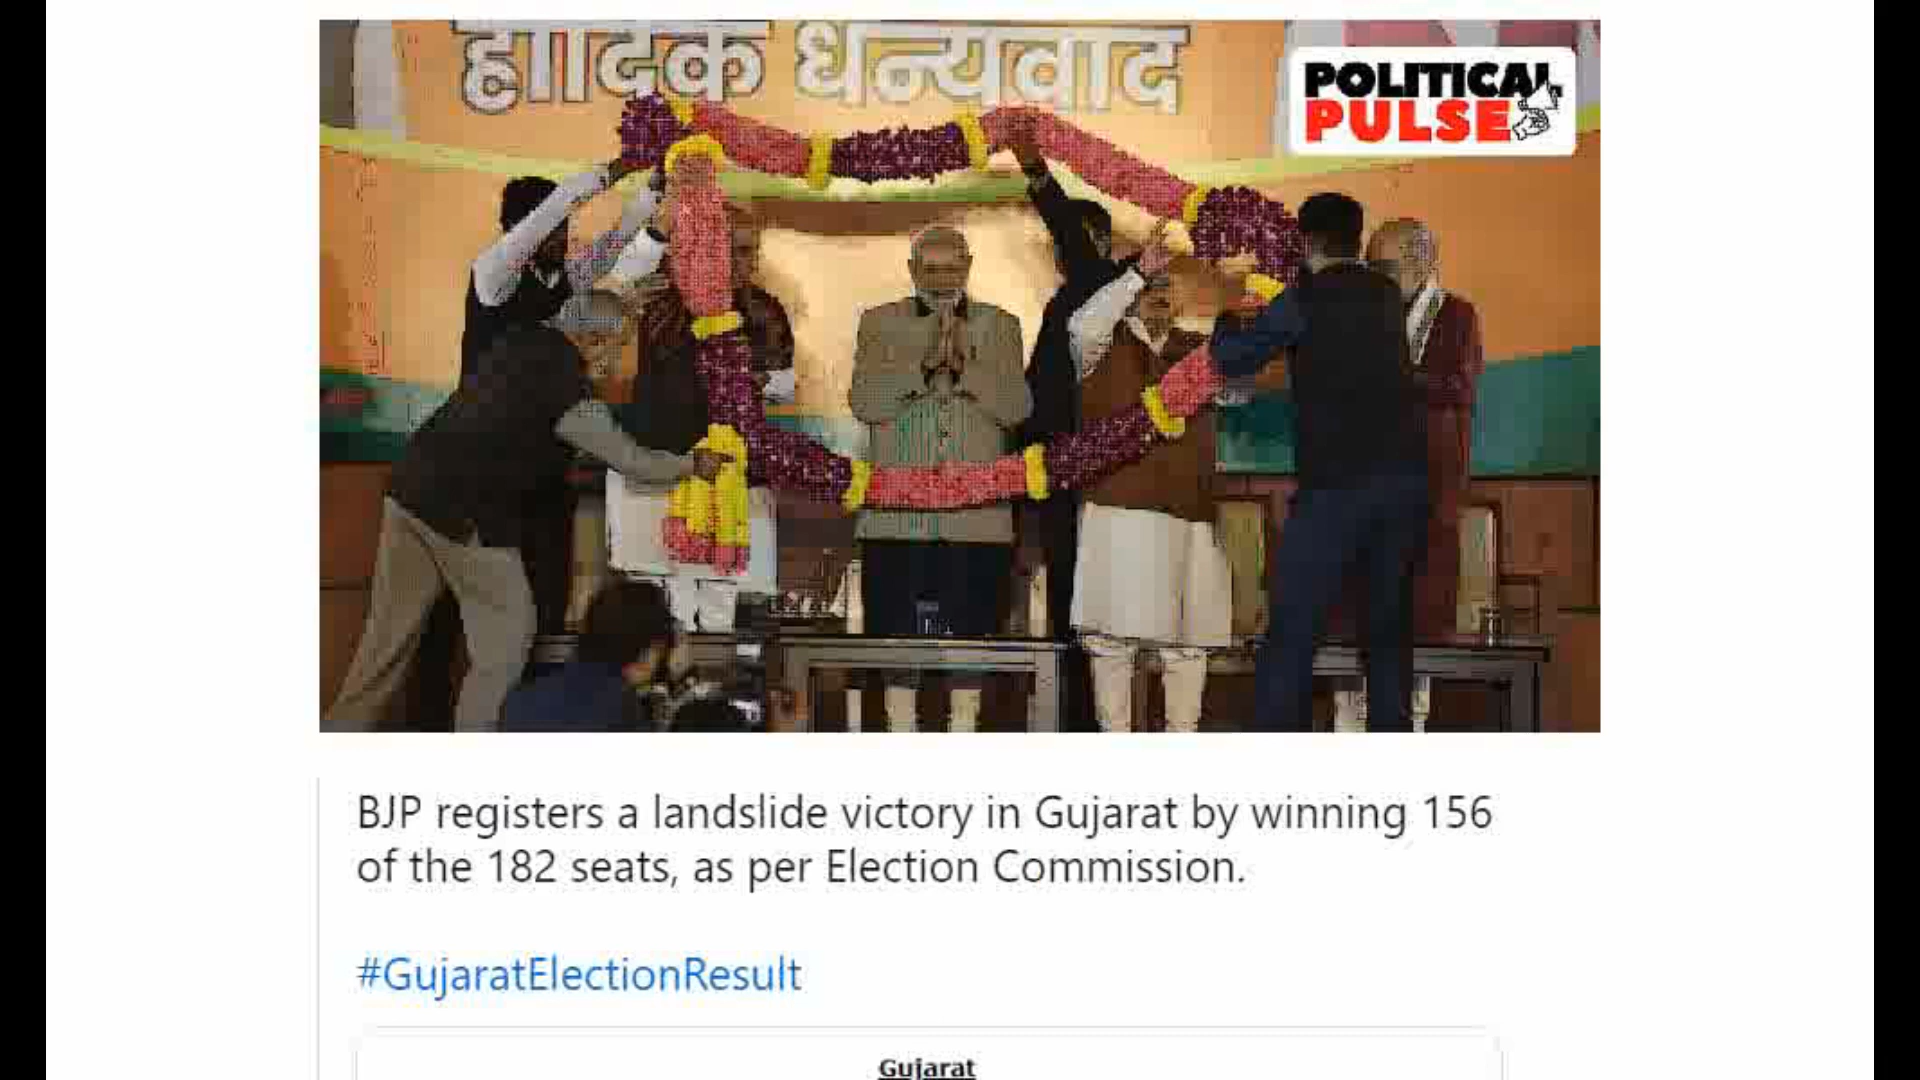 हार्दिक धन्यवाद
POLITICAL
PULSE
BJP registers a landslide victory in Gujarat by winning 156
of the 182 seats, as per Election Commission.
#GujaratElectionResult
Gujarat